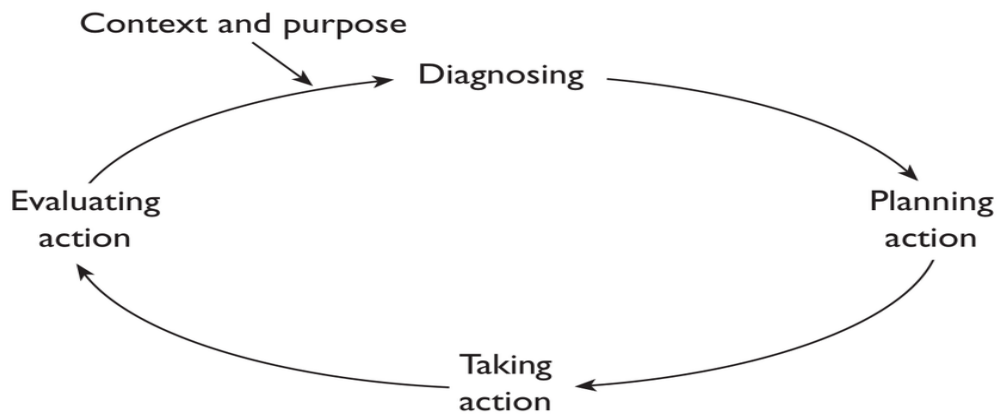 Context and purpose
Diagnosing
Evaluating
action
Planning
action
Taking
action